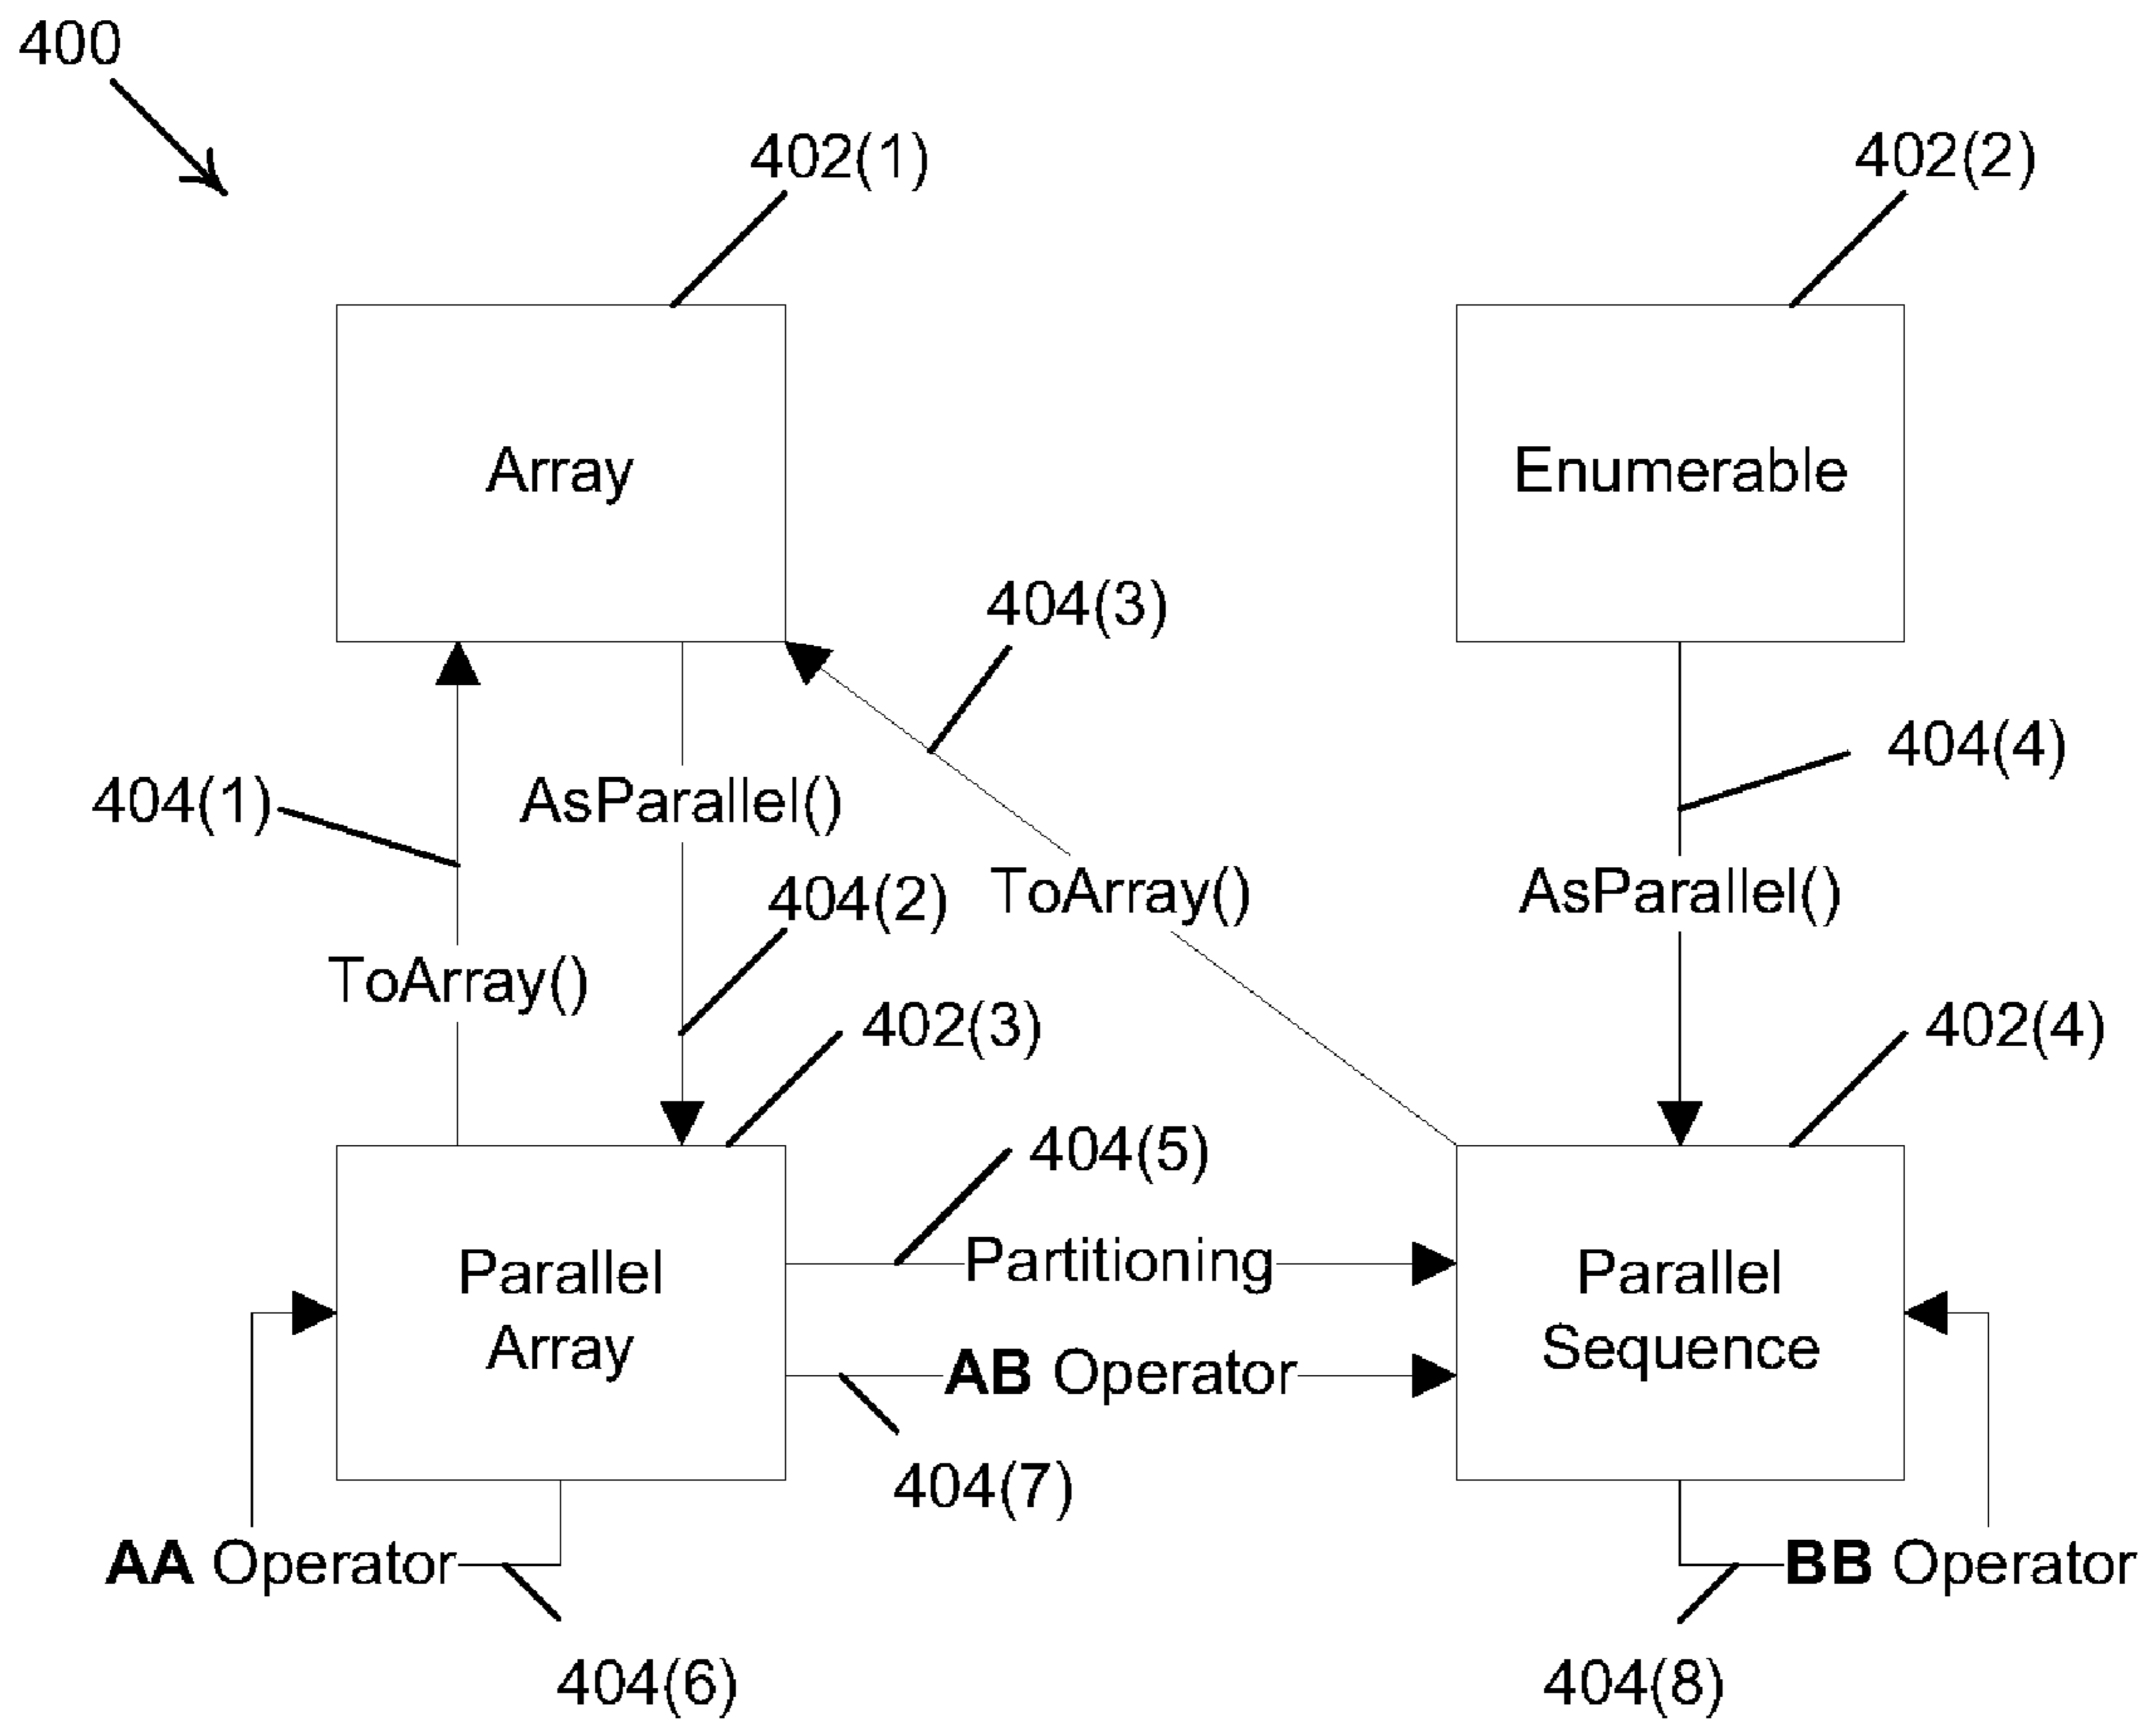 400
402(1)
402(2)
Array
Enumerable
404(3)
404(4)
404(1)
AsParallel()
404(2)
ToArray()
AsParallel()
ToArray()
402(3)
402(4)
404(5)
Partitioning
Parallel
Array
Parallel
Sequence
AB Operator
404(7)
AA Operator
BB Operator
404(6)
404(8)